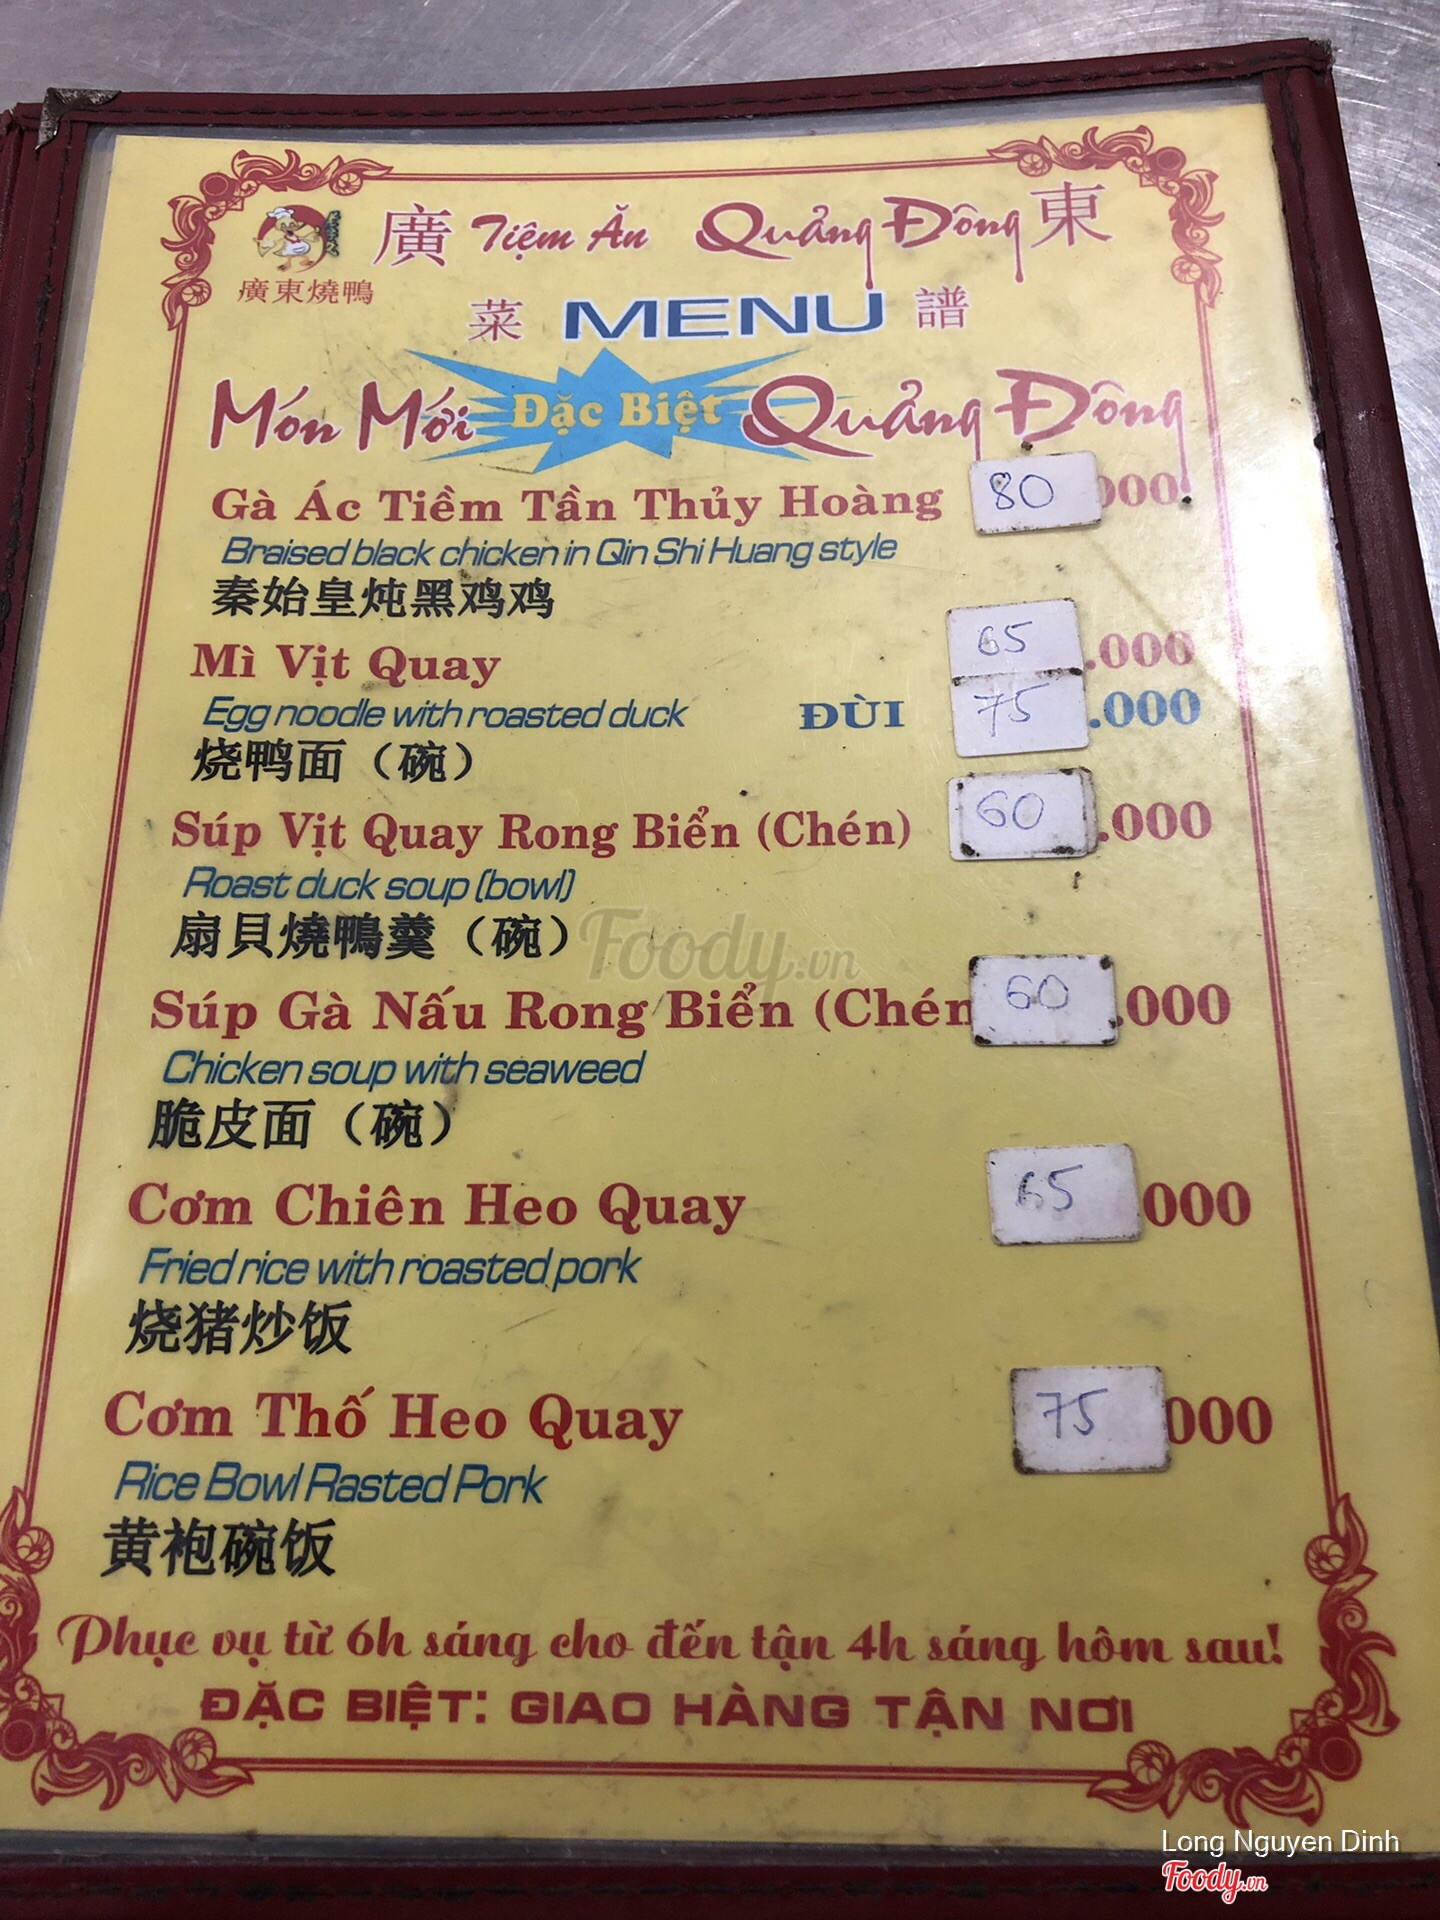 廣 Tiệm Ăn Quảng Đông 東
廣東燒鴨
菜 MENU 譜
Món Mới Đặc Biệt Quảng Đông
Gà Ác Tiềm Tần Thủy Hoàng 80 000
Braised black chicken in Qin Shi Huang style
秦始皇炖黑鸡鸡
Mì Vịt Quay 65 .000
Egg noodle with roasted duck ĐÙI 75 .000
烧鸭面（碗）
Súp Vịt Quay Rong Biển (Chén) 60 .000
Roast duck soup (bowl)
扇貝燒鴨羹（碗）
Súp Gà Nấu Rong Biển (Chén 60 .000
Chicken soup with seaweed
脆皮面（碗）
Cơm Chiên Heo Quay 65 000
Fried rice with roasted pork
烧猪炒饭
Cơm Thố Heo Quay 75 000
Rice Bowl Rasted Pork
黄袍碗饭
Phục vụ từ 6h sáng cho đến tận 4h sáng hôm sau!
ĐẶC BIỆT: GIAO HÀNG TẬN NƠI
Foody.vn
Long Nguyen Dinh
Foody.vn